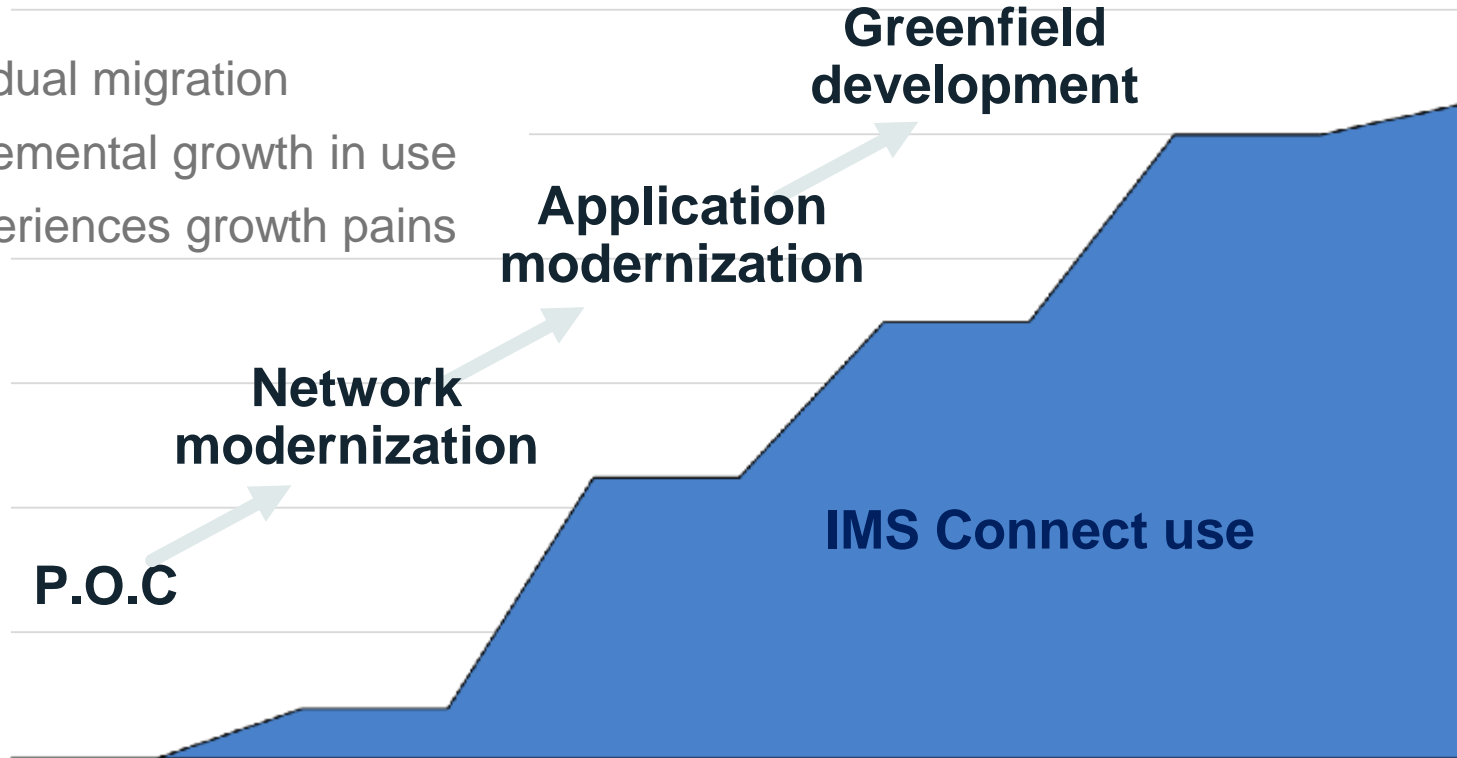 Greenfield
development
dual migration
emental growth in use
eriences growth pains
Application
modernization
Network
modernization
IMS Connect use
P.O.C